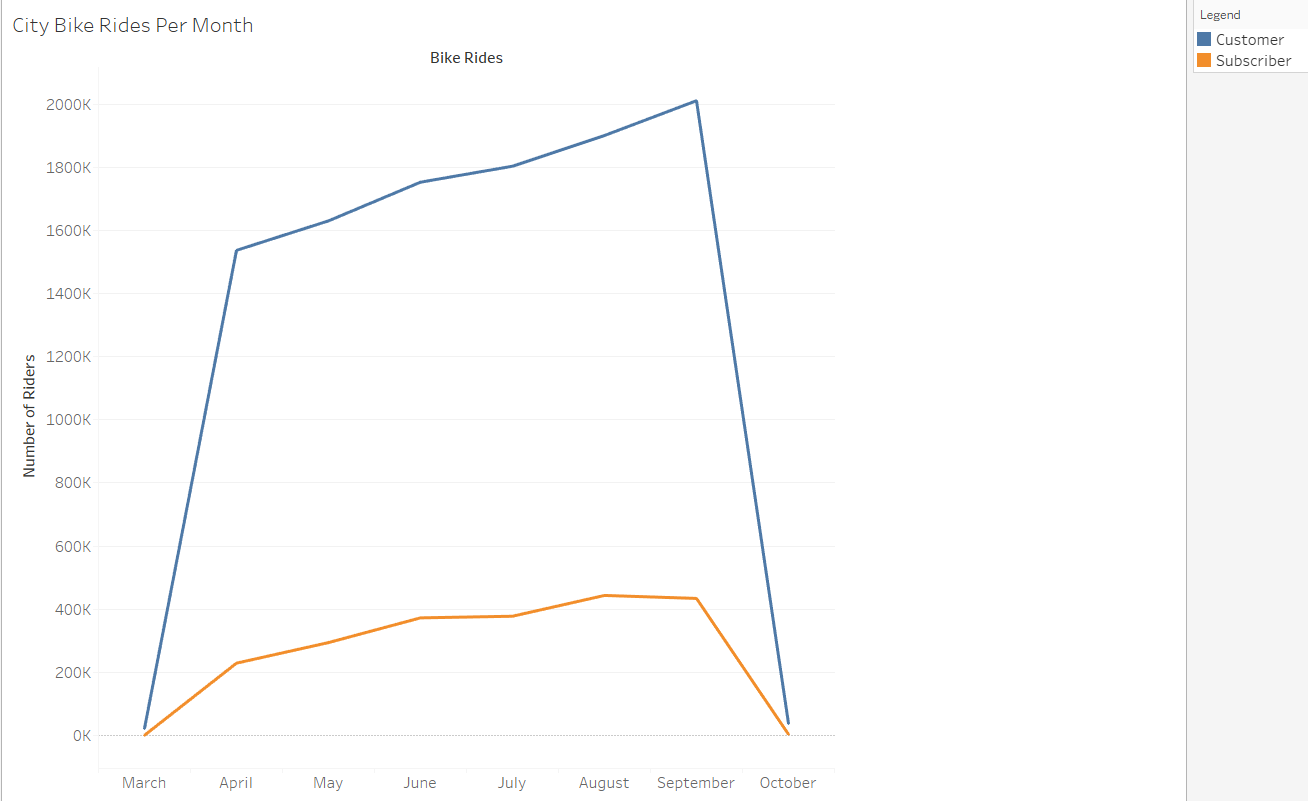 City Bike Rides Per Month
Bike Rides
Number of Riders
2000K
1800K
1600K
1400K
1200K
1000K
800K
600K
400K
200K
0K
March April May June July August September October
Legend
Customer
Subscriber